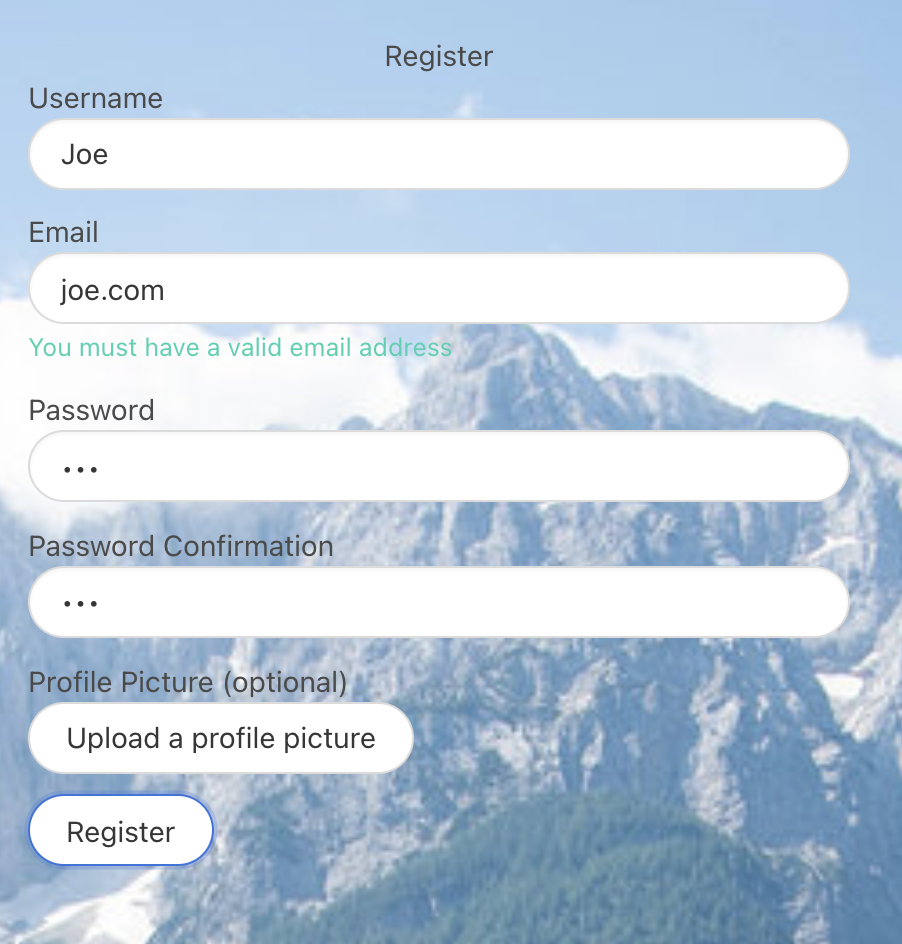 Register
Username
Joe
Email
joe.com
You must have a valid email address
Password
•••
Password Confirmation
•••
Profile Picture (optional)
Upload a profile picture
Register